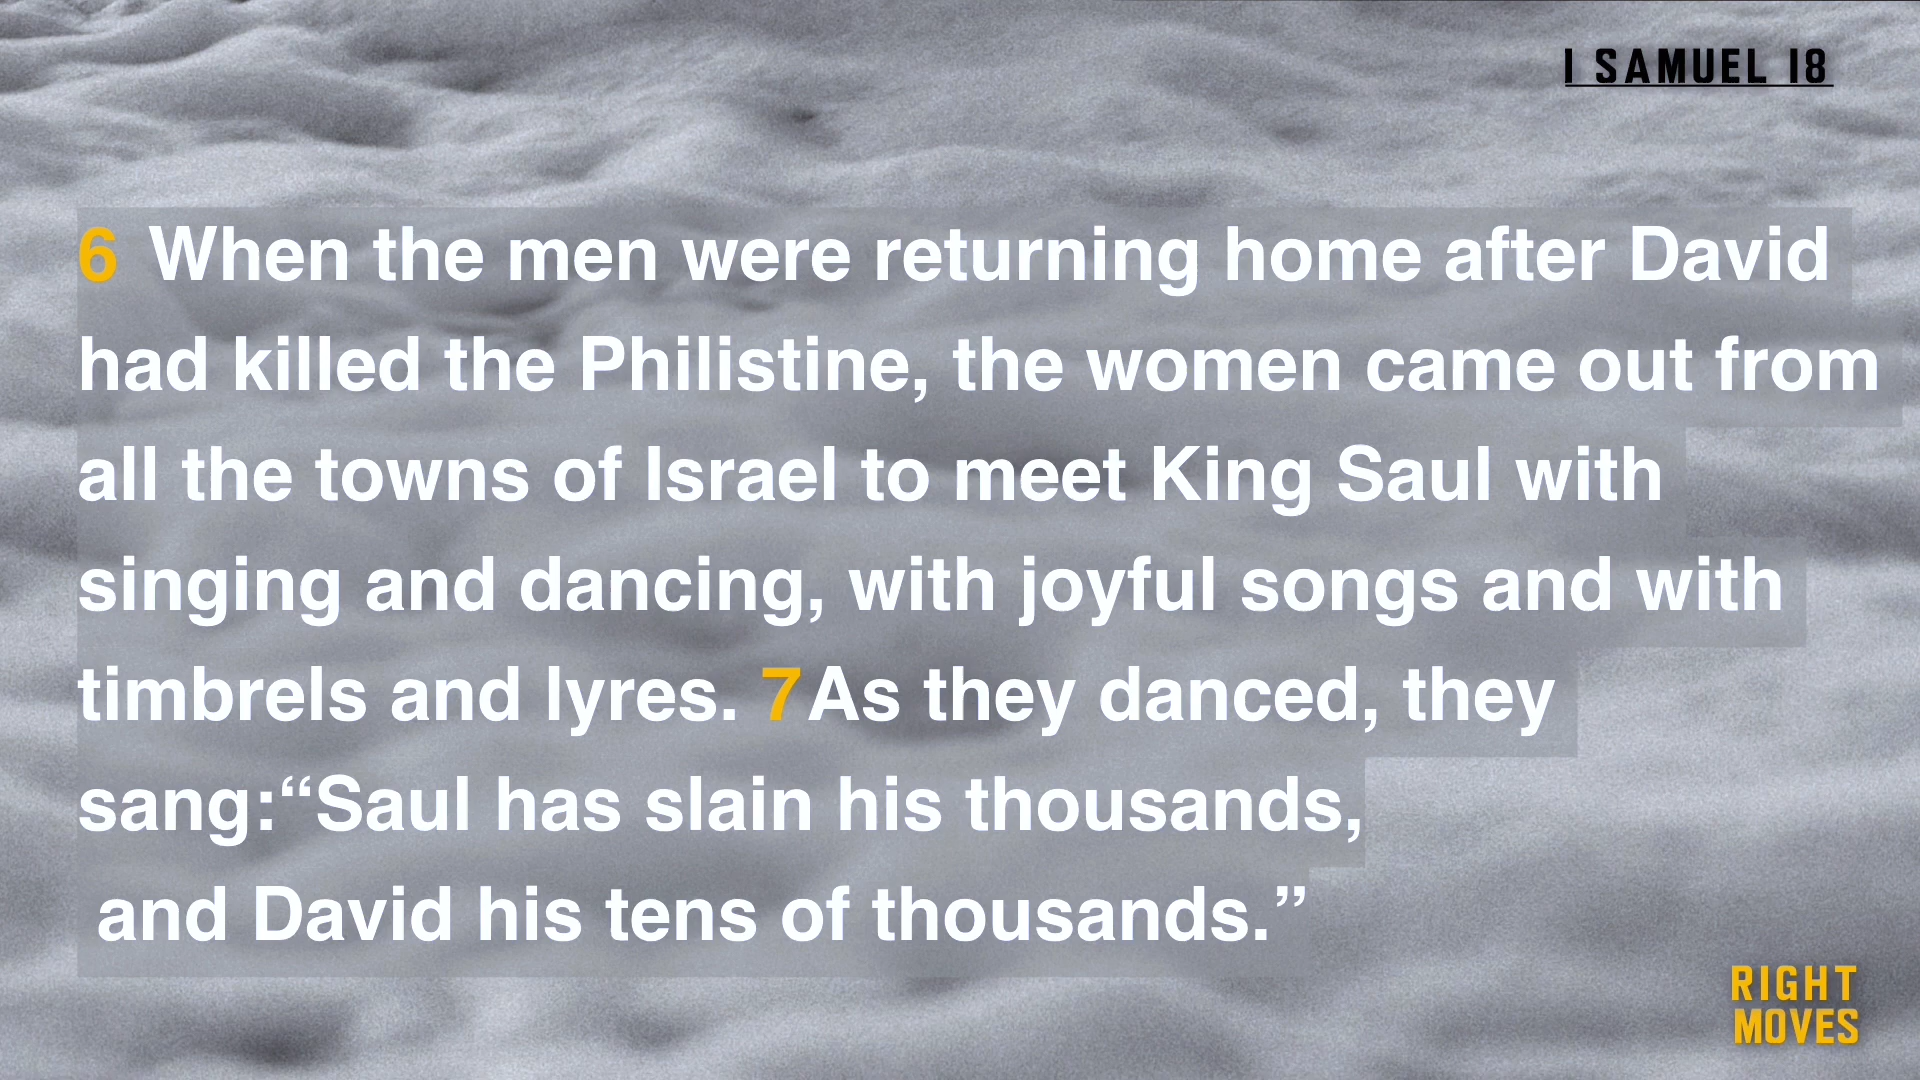 I SAMUEL 18
6 When the men were returning home after David
had killed the Philistine, the women came out from
all the towns of Israel to meet King Saul with
singing and dancing, with joyful songs and with
timbrels and lyres. 7As they danced, they
sang:“Saul has slain his thousands,
and David his tens of thousands.”
RIGHT
MOVES